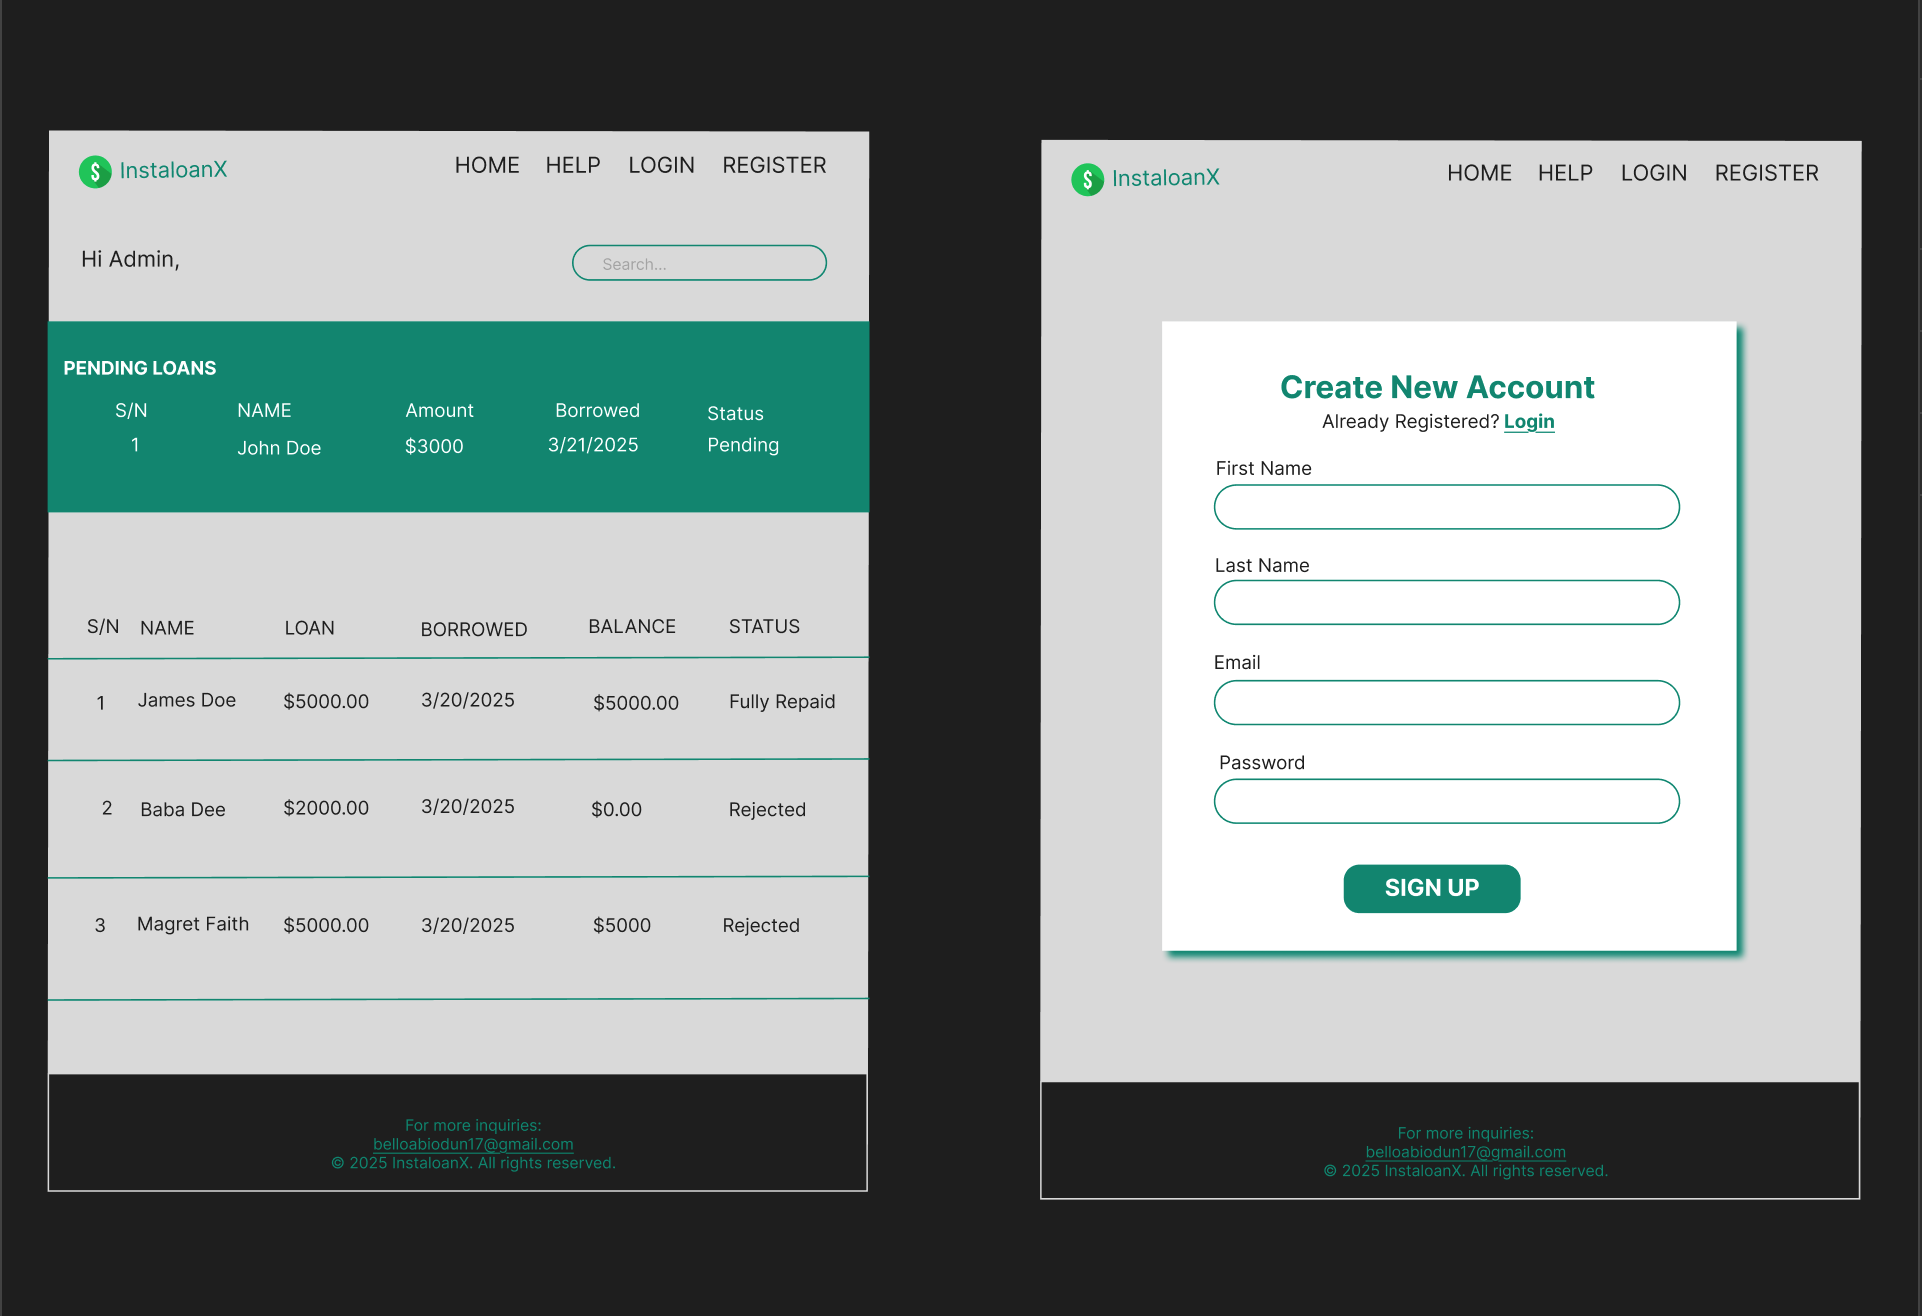 InstaloanX HOME HELP LOGIN REGISTER
Hi Admin,
Search...
PENDING LOANS
S/N NAME Amount Borrowed Status
1 John Doe $3000 3/21/2025 Pending
S/N NAME LOAN BORROWED BALANCE STATUS
1 James Doe $5000.00 3/20/2025 $5000.00 Fully Repaid
2 Baba Dee $2000.00 3/20/2025 $0.00 Rejected
3 Magret Faith $5000.00 3/20/2025 $5000 Rejected
For more inquiries:
belloabiodun17@gmail.com
© 2025 InstaloanX. All rights reserved.
InstaloanX HOME HELP LOGIN REGISTER
Create New Account
Already Registered? Login
First Name
Last Name
Email
Password
SIGN UP
For more inquiries:
belloabiodun17@gmail.com
© 2025 InstaloanX. All rights reserved.